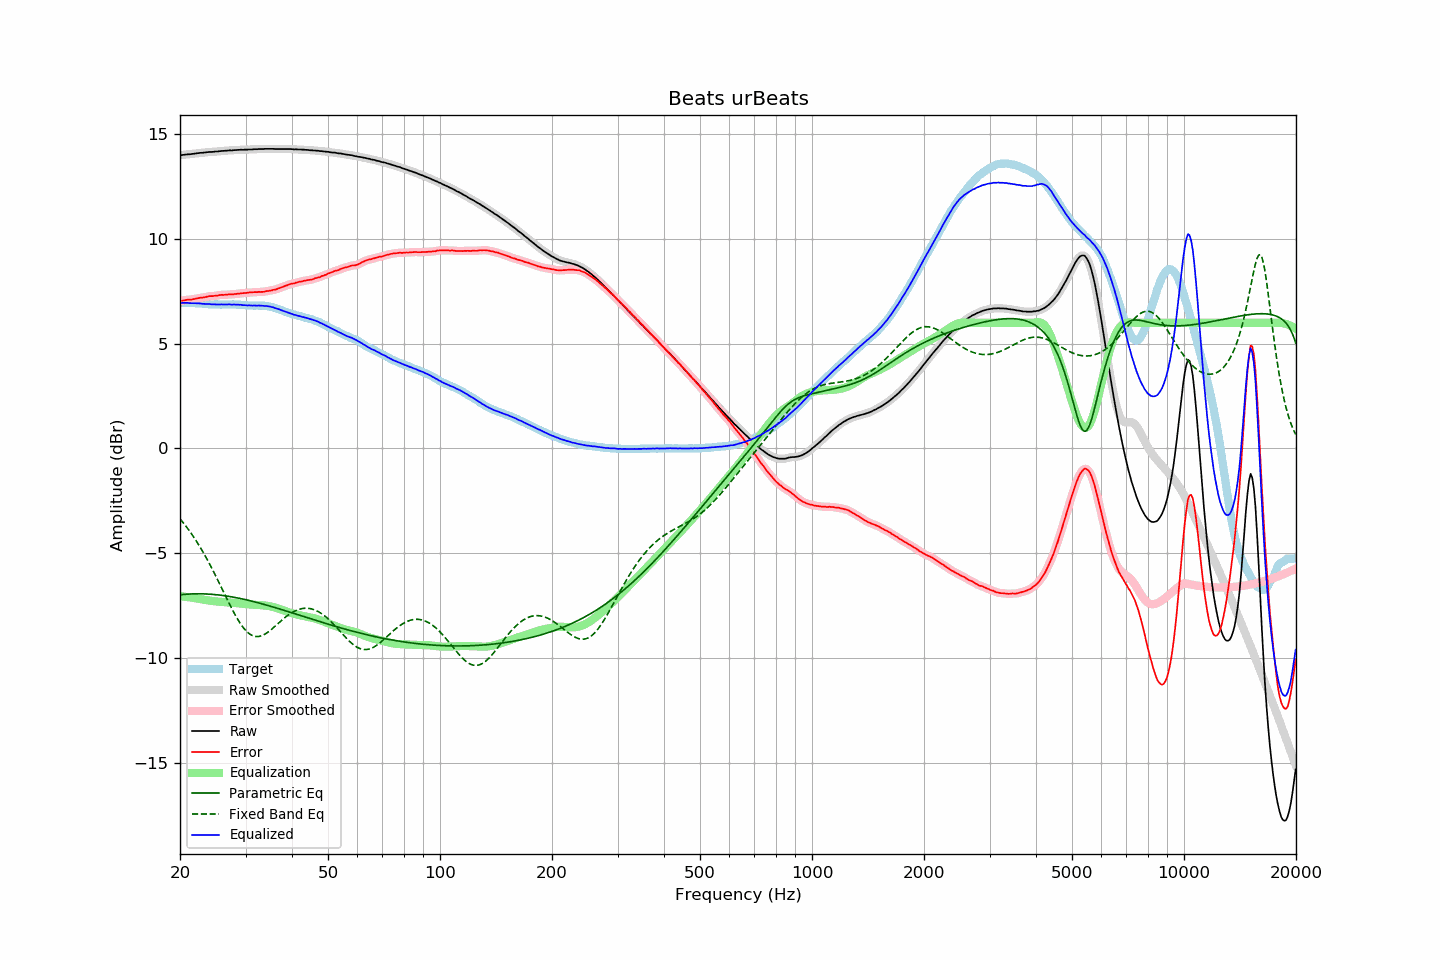 Beats urBeats
15
10
5
0
−5
−10
−15
Amplitude (dBr)
Target
Raw Smoothed
Error Smoothed
Raw
Error
Equalization
Parametric Eq
Fixed Band Eq
Equalized
20 50 100 200 500 1000 2000 5000 10000 20000
Frequency (Hz)